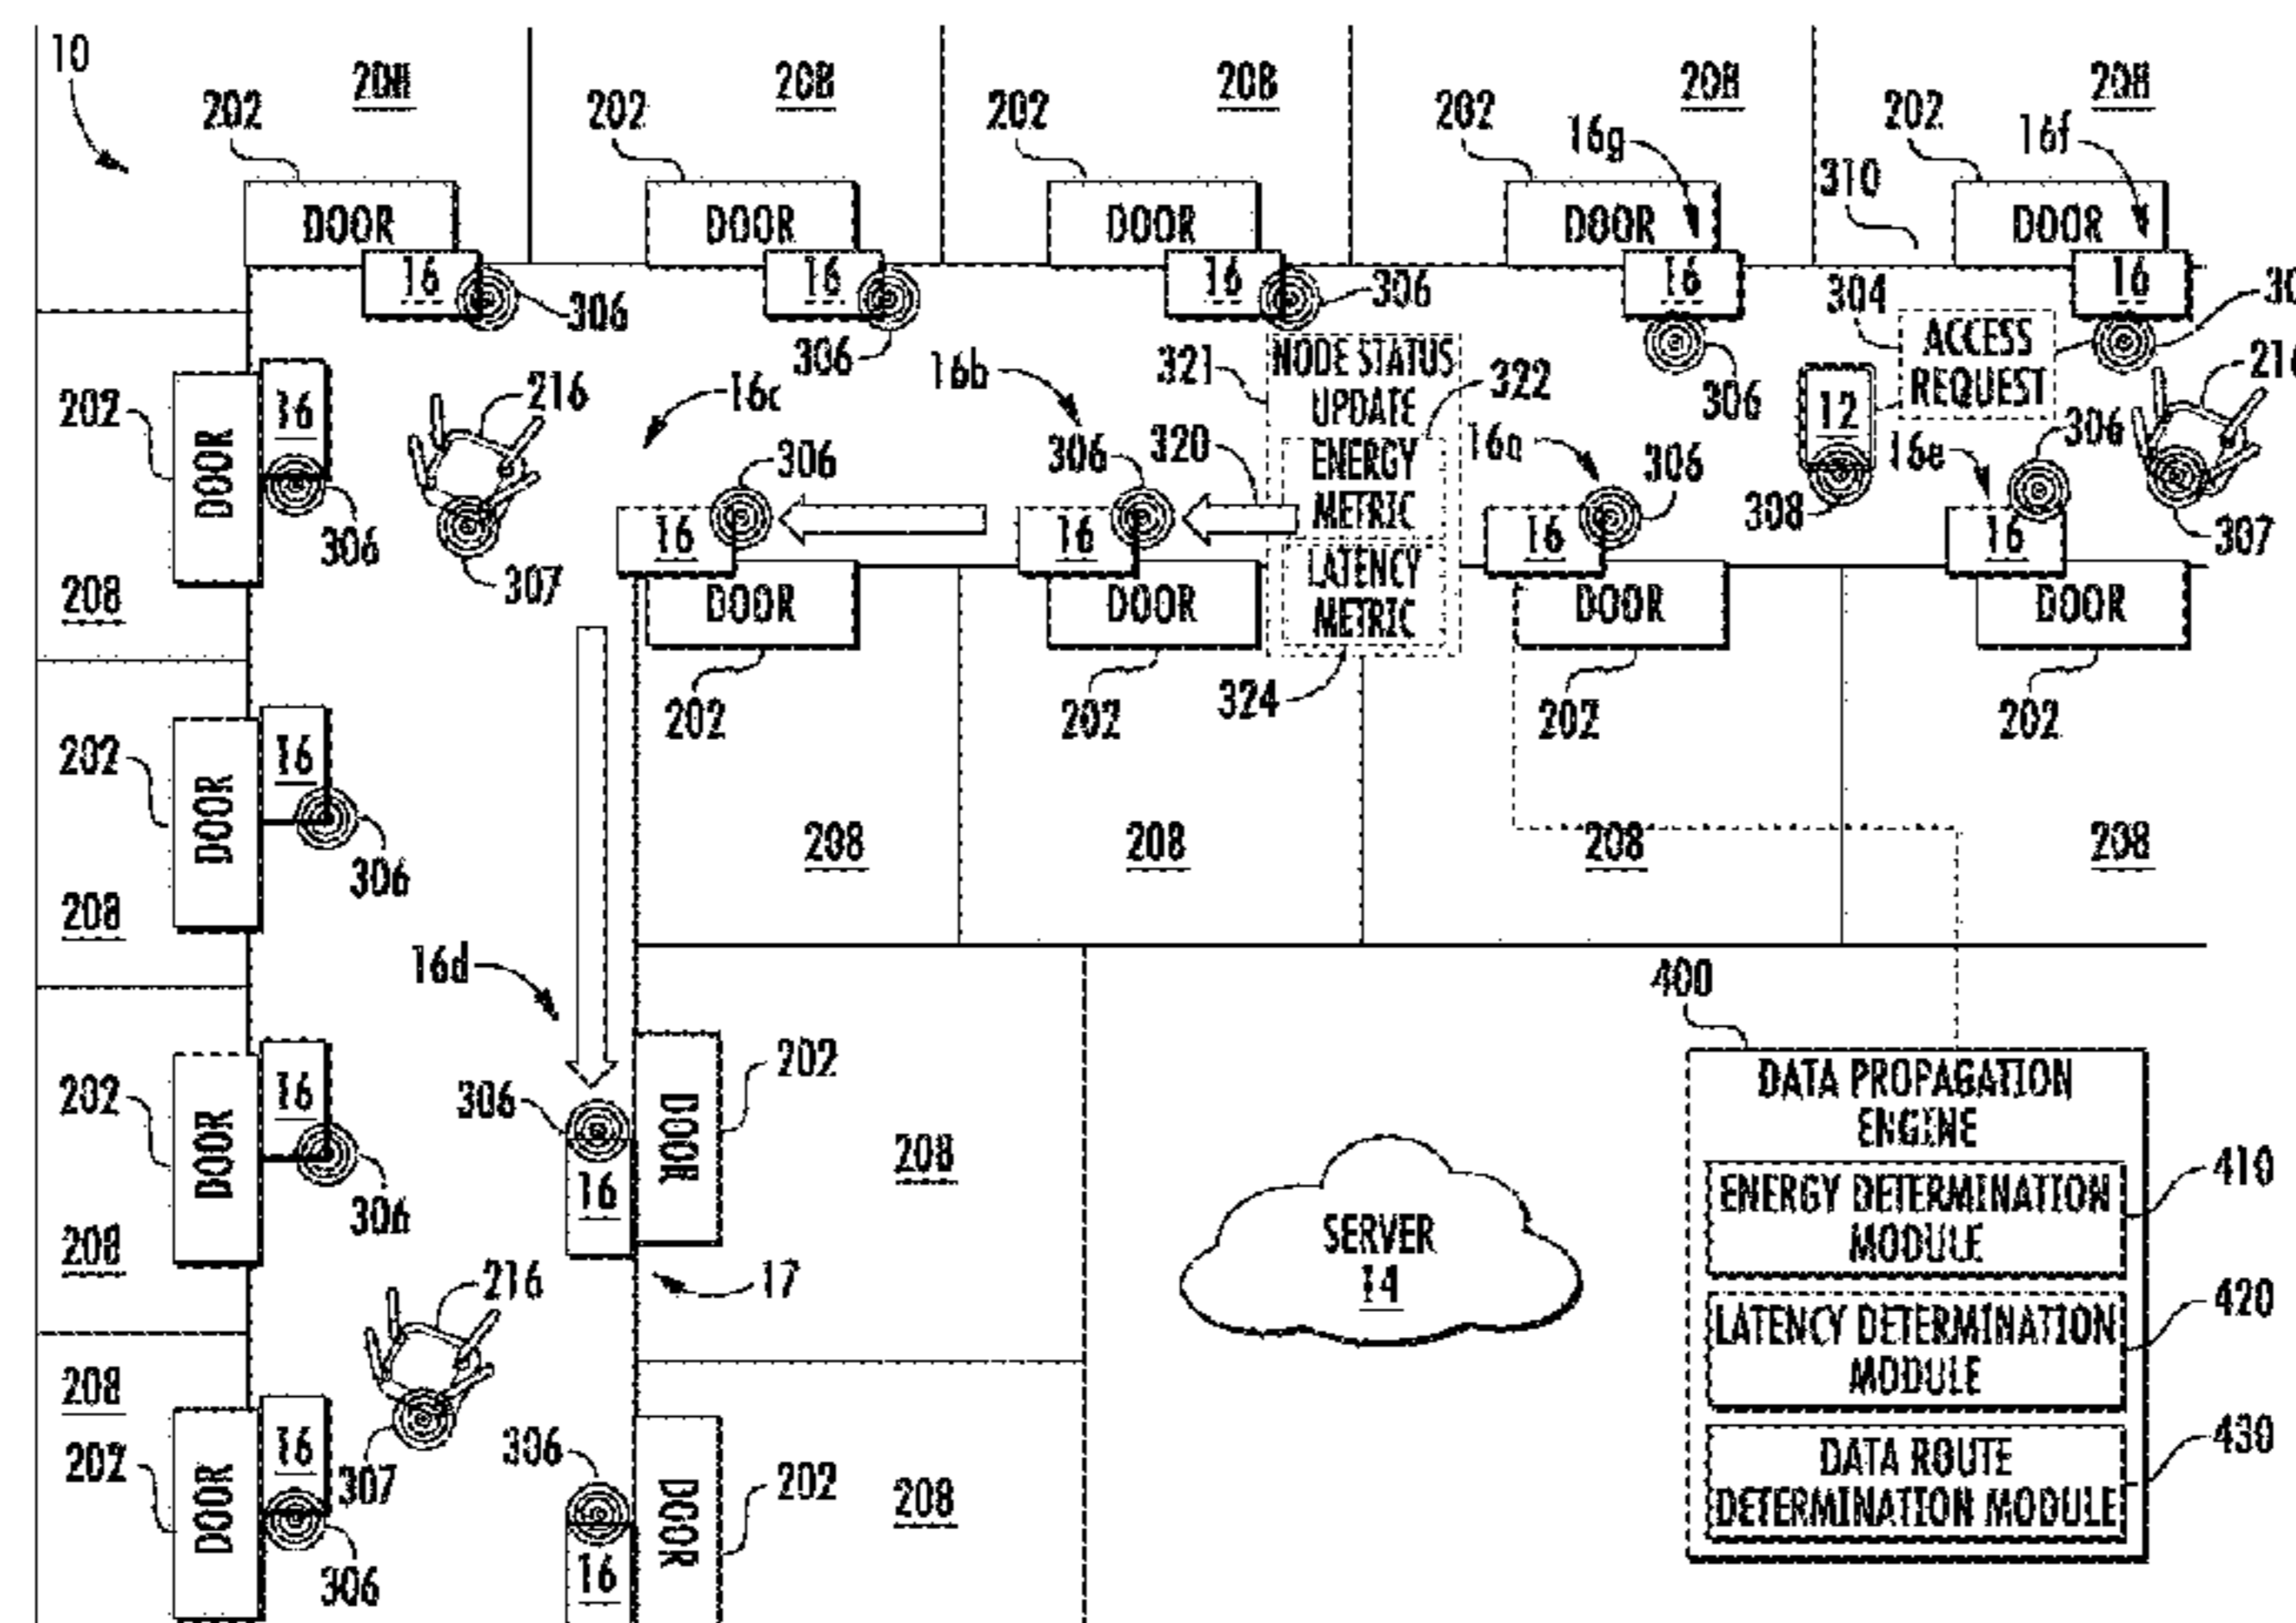 10
208
208
208
208
208
202
202
202
202
16g
202
16f
310
DOOR
DOOR
DOOR
DOOR
DOOR
16
16
16
16
16
306
306
306
304
ACCESS
REQUEST
306
306
321
NODE STATUS
UPDATE
322
ENERGY
METRIC
LATENCY
METRIC
324
202
DOOR
16
306
216
307
16c
16b
320
16a
12
308
16e
306
216
307
306
306
306
16
16
16
16
DOOR
DOOR
DOOR
DOOR
202
202
202
202
208
208
208
208
208
202
DOOR
16
306
208
16d
306
16
DOOR
202
208
17
202
DOOR
16
306
208
216
307
208
202
DOOR
16
306
306
16
DOOR
202
208
SERVER
14
400
DATA PROPAGATION
ENGINE
ENERGY DETERMINATION
MODULE
410
LATENCY DETERMINATION
MODULE
420
DATA ROUTE
DETERMINATION MODULE
430